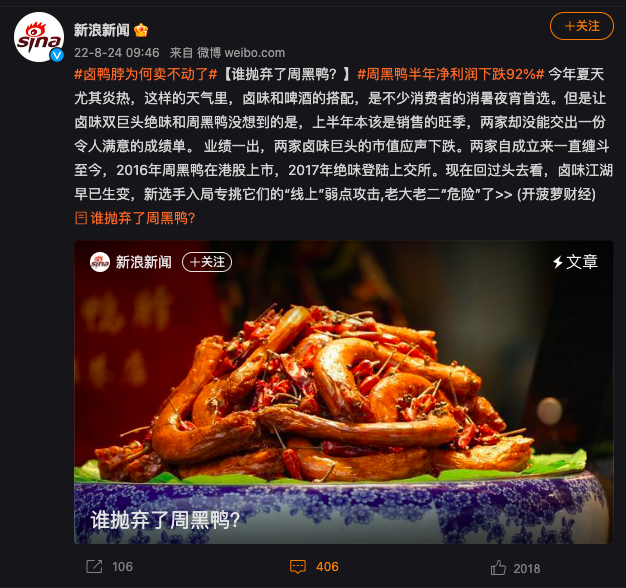 sina
新浪新闻
+关注
22-8-24 09:46 来自 微博 weibo.com
#卤鸭脖为何卖不动了#【谁抛弃了周黑鸭？】#周黑鸭半年净利润下跌92%# 今年夏天
尤其炎热，这样的天气里，卤味和啤酒的搭配，是不少消费者的消暑夜宵首选。但是让
卤味双巨头绝味和周黑鸭没想到的是，上半年本该是销售的旺季，两家却没能交出一份
令人满意的成绩单。 业绩一出，两家卤味巨头的市值应声下跌。两家自成立来一直缠斗
至今，2016年周黑鸭在港股上市，2017年绝味登陆上交所。现在回过头去看，卤味江湖
早已生变，新选手入局专挑它们的“线上”弱点攻击,老大老二“危险”了>> (开菠萝财经)
谁抛弃了周黑鸭？
sina
新浪新闻
+关注
文章
鸭脖
谁抛弃了周黑鸭？
106
406
2018